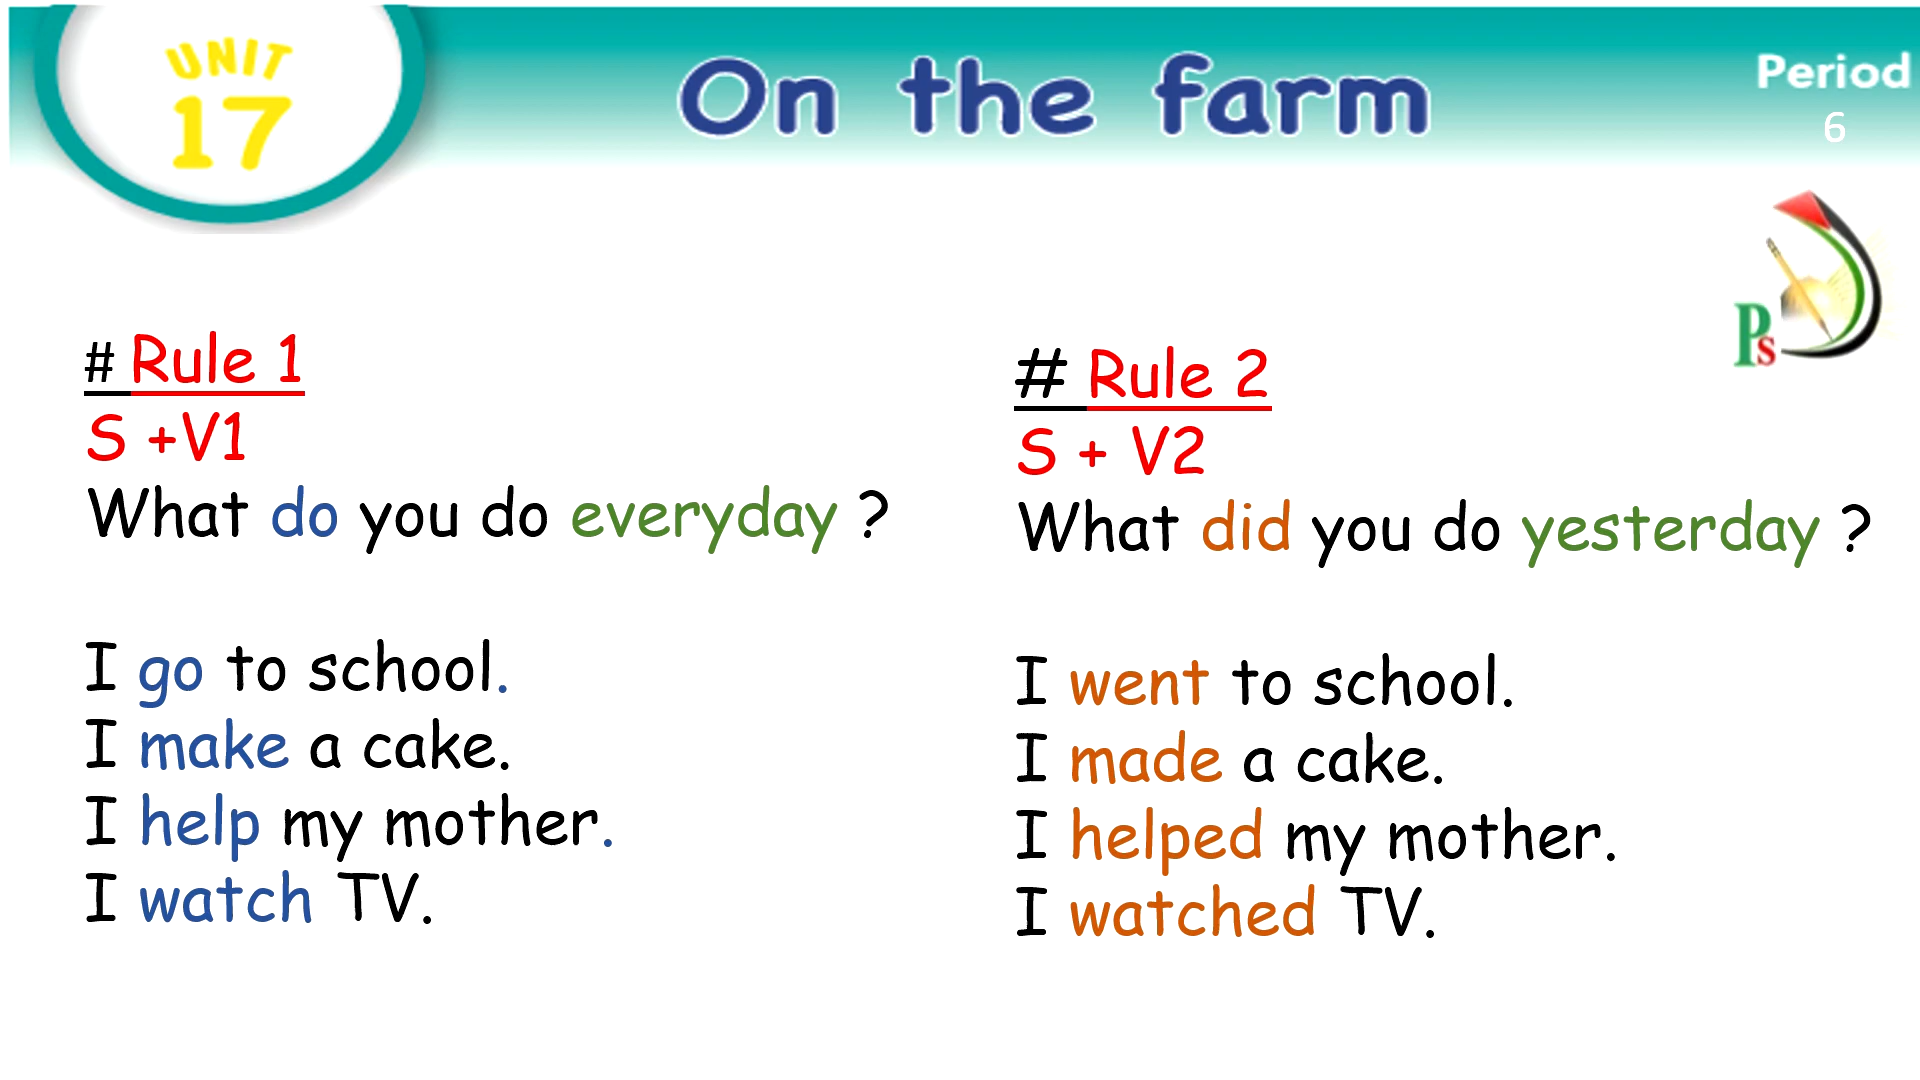 UNIT
17
On the farm
Period
6
Ps
# Rule 1
S +V1
What do you do everyday ?
I go to school.
I make a cake.
I help my mother.
I watch TV.
# Rule 2
S + V2
What did you do yesterday ?
I went to school.
I made a cake.
I helped my mother.
I watched TV.